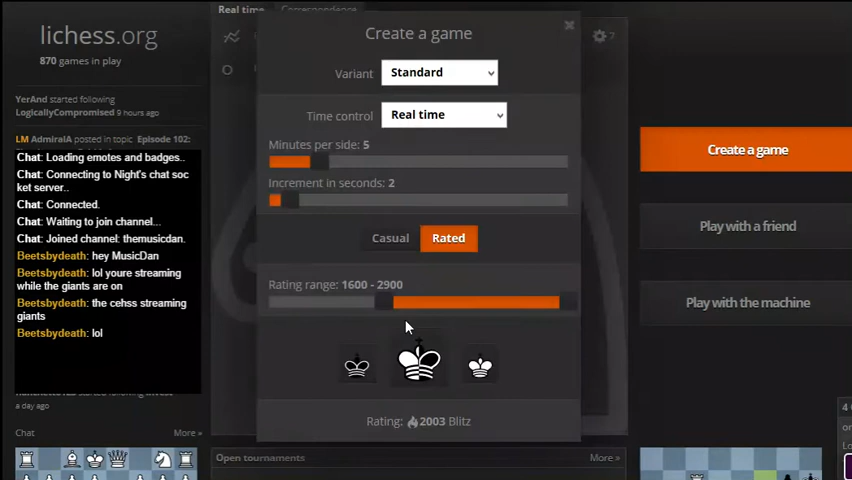 Real time Correspondence
lichess.org
870 games in play
YerAnd started following
LogicallyCompromised 9 hours ago
LM AdmiralA posted in topic Episode 102:
Chat: Loading emotes and badges..
Chat: Connecting to Night's chat soc
ket server..
Chat: Connected.
Chat: Waiting to join channel...
Chat: Joined channel: themusicdan.
Beetsbydeath: hey MusicDan
Beetsbydeath: lol youre streaming
while the giants are on
Beetsbydeath: the cehss streaming
giants
Beetsbydeath: lol
a day ago
Chat More »
Create a game
Variant Standard
Time control: Real time
Minutes per side: 5
Increment in seconds: 2
Casual Rated
Rating range: 1600 - 2900
Rating: 2003 Blitz
Open tournaments More »
7
Create a game
Play with a friend
Play with the machine
4